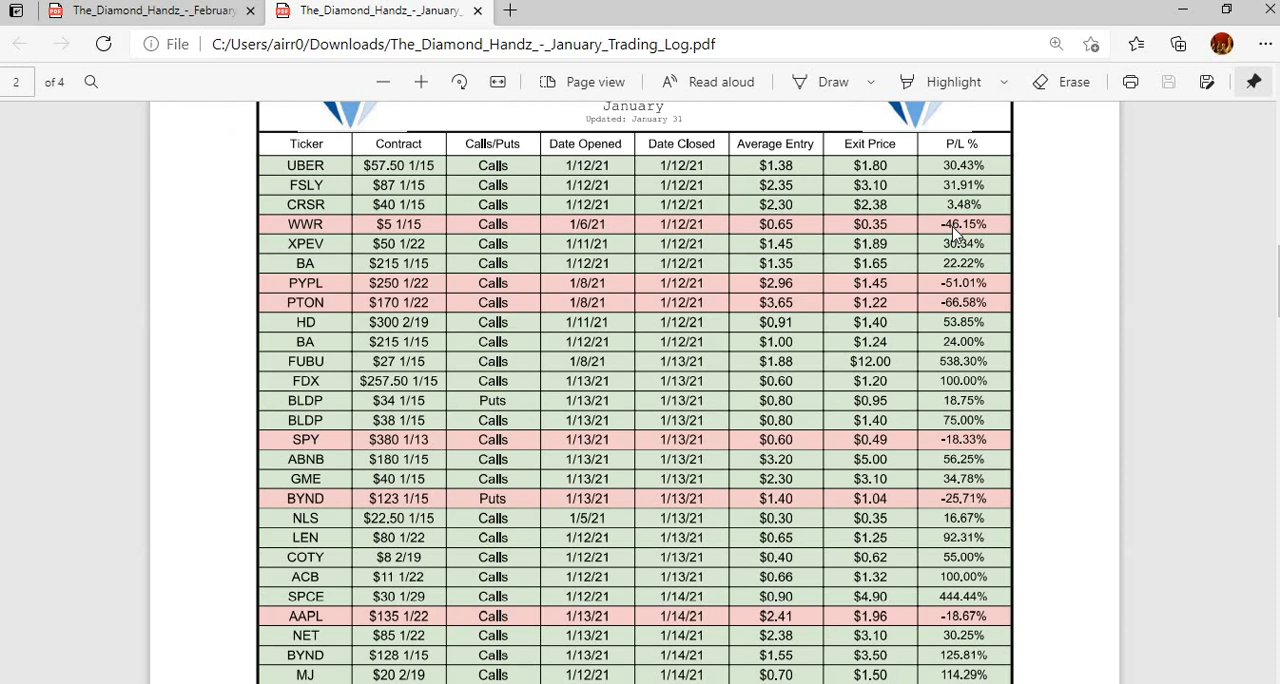 The_Diamond_Handz_-_February
The_Diamond_Handz_-_January_
File C:/Users/airr0/Downloads/The_Diamond_Handz_-_January_Trading_Log.pdf
2 of 4 Page view Read aloud Draw Highlight Erase
January
Updated: January 31
Ticker Contract Calls/Puts Date Opened Date Closed Average Entry Exit Price P/L %
UBER $57.50 1/15 Calls 1/12/21 1/12/21 $1.38 $1.80 30.43%
FSLY $87 1/15 Calls 1/12/21 1/12/21 $2.35 $3.10 31.91%
CRSR $40 1/15 Calls 1/12/21 1/12/21 $2.30 $2.38 3.48%
WWR $5 1/15 Calls 1/6/21 1/12/21 $0.65 $0.35 -46.15%
XPEV $50 1/22 Calls 1/11/21 1/12/21 $1.45 $1.89 30.34%
BA $215 1/15 Calls 1/12/21 1/12/21 $1.35 $1.65 22.22%
PYPL $250 1/22 Calls 1/8/21 1/12/21 $2.96 $1.45 -51.01%
PTON $170 1/22 Calls 1/8/21 1/12/21 $3.65 $1.22 -66.58%
HD $300 2/19 Calls 1/11/21 1/12/21 $0.91 $1.40 53.85%
BA $215 1/15 Calls 1/12/21 1/12/21 $1.00 $1.24 24.00%
FUBU $27 1/15 Calls 1/8/21 1/13/21 $1.88 $12.00 538.30%
FDX $257.50 1/15 Calls 1/13/21 1/13/21 $0.60 $1.20 100.00%
BLDP $34 1/15 Puts 1/13/21 1/13/21 $0.80 $0.95 18.75%
BLDP $38 1/15 Calls 1/13/21 1/13/21 $0.80 $1.40 75.00%
SPY $380 1/13 Calls 1/13/21 1/13/21 $0.60 $0.49 -18.33%
ABNB $180 1/15 Calls 1/13/21 1/13/21 $3.20 $5.00 56.25%
GME $40 1/15 Calls 1/13/21 1/13/21 $2.30 $3.10 34.78%
BYND $123 1/15 Puts 1/13/21 1/13/21 $1.40 $1.04 -25.71%
NLS $22.50 1/15 Calls 1/5/21 1/13/21 $0.30 $0.35 16.67%
LEN $80 1/22 Calls 1/12/21 1/13/21 $0.65 $1.25 92.31%
COTY $8 2/19 Calls 1/12/21 1/13/21 $0.40 $0.62 55.00%
ACB $11 1/22 Calls 1/12/21 1/13/21 $0.66 $1.32 100.00%
SPCE $30 1/29 Calls 1/12/21 1/14/21 $0.90 $4.90 444.44%
AAPL $135 1/22 Calls 1/13/21 1/14/21 $2.41 $1.96 -18.67%
NET $85 1/22 Calls 1/13/21 1/14/21 $2.38 $3.10 30.25%
BYND $128 1/15 Calls 1/13/21 1/14/21 $1.55 $3.50 125.81%
MJ $20 2/19 Calls 1/12/21 1/14/21 $0.70 $1.50 114.29%